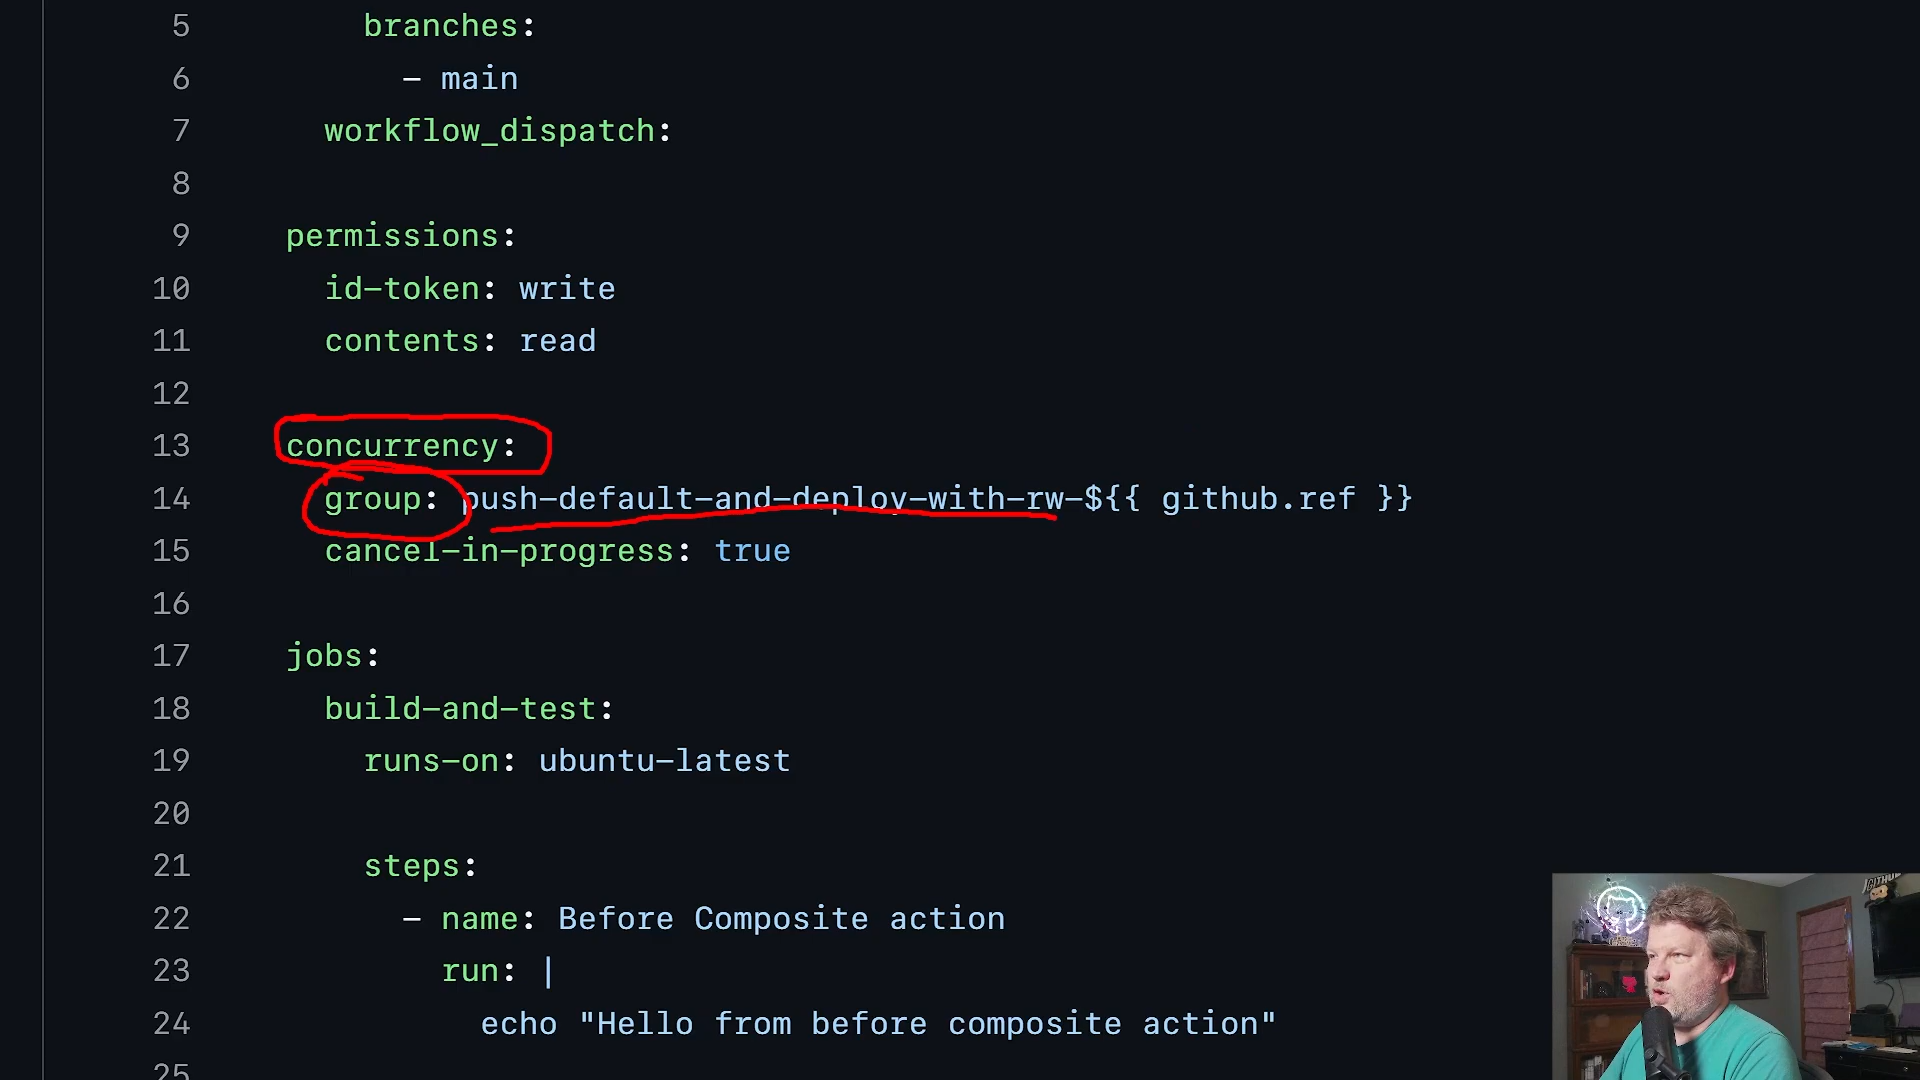 5 branches:
6 - main
7 workflow_dispatch:
8
9 permissions:
10 id-token: write
11 contents: read
12
13 concurrency:
14 group: push-default-and-deploy-with-rw-${{ github.ref }}
15 cancel-in-progress: true
16
17 jobs:
18 build-and-test:
19 runs-on: ubuntu-latest
20
21 steps:
22 - name: Before Composite action
23 run: |
24 echo "Hello from before composite action"
25